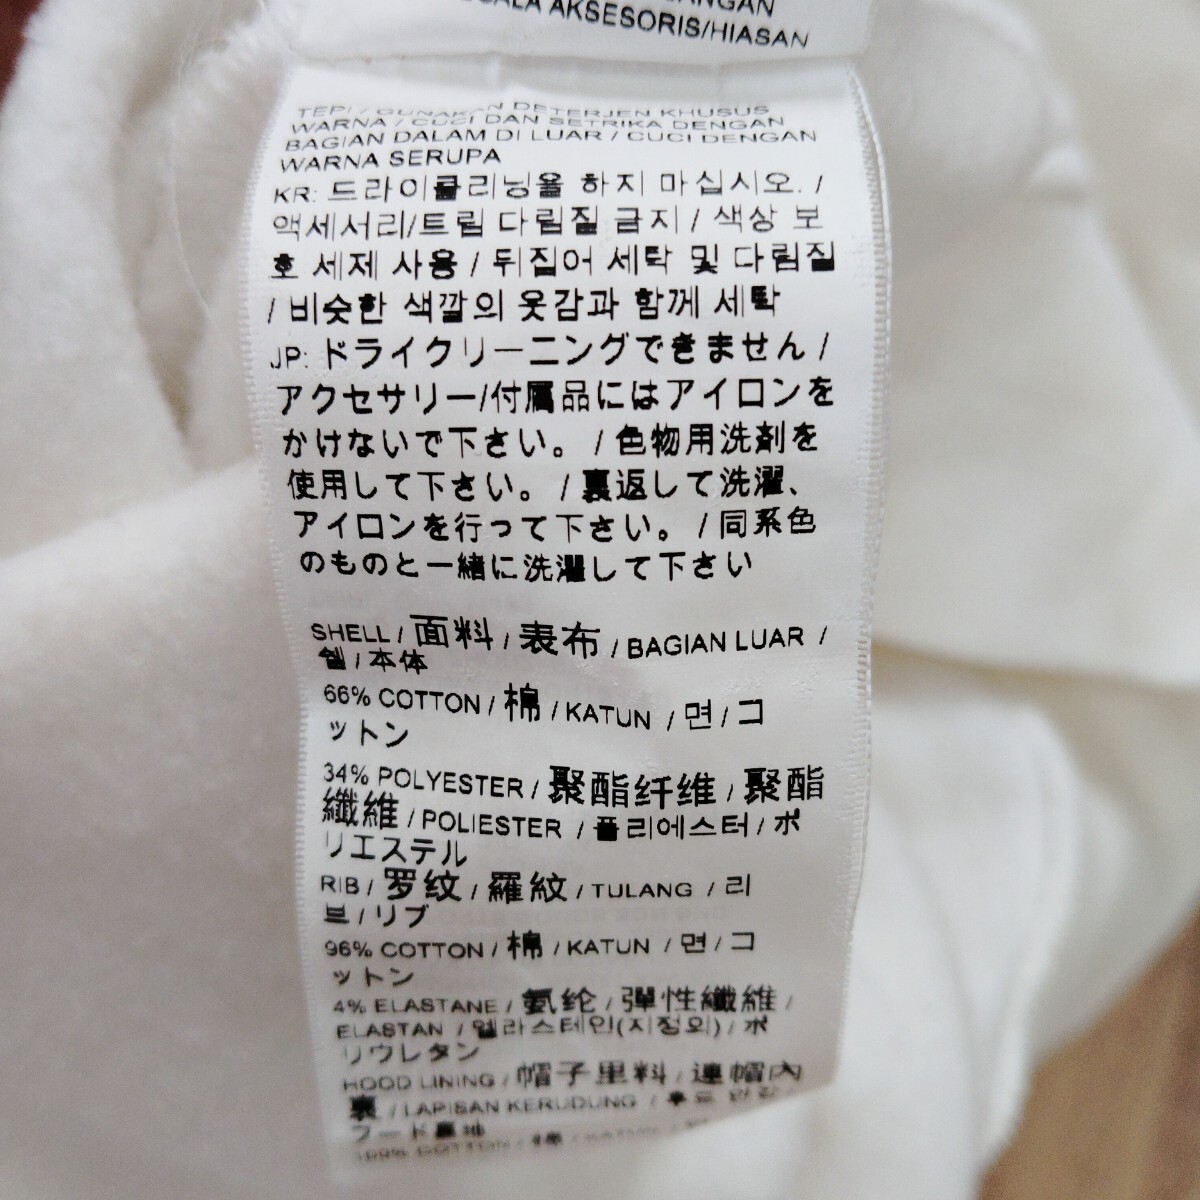 AKSESORIS/HIASAN
TEPI / GUNAKAN DETERJEN KHUSUS
WARNA / CUCI DAN SETRIKA DENGAN
BAGIAN DALAM DI LUAR / CUCI DENGAN
WARNA SERUPA
KR: 드라이클리닝을 하지 마십시오. /
액세서리/트림 다림질 금지 / 색상 보
호 세제 사용 / 뒤집어 세탁 및 다림질
/ 비슷한 색깔의 옷감과 함께 세탁
JP: ドライクリーニングできません /
アクセサリー/付属品にはアイロンを
かけないで下さい。 / 色物用洗剤を
使用して下さい。 / 裏返して洗濯、
アイロンを行って下さい。 / 同系色
のものと一緒に洗濯して下さい
SHELL / 面料 / 表布 / BAGIAN LUAR /
쉘 / 本体
66% COTTON / 棉 / KATUN / 면 / コ
ットン
34% POLYESTER / 聚酯纤维 / 聚酯
纖維 / POLIESTER / 폴리에스터 / ポ
リエステル
RIB / 罗纹 / 羅紋 / TULANG / 리
브 / リブ
96% COTTON / 棉 / KATUN / 면 / コ
ットン
4% ELASTANE / 氨纶 / 彈性纖維 /
ELASTAN / 엘라스테인(지정외) / ポ
リウレタン
HOOD LINING / 帽子里料 / 連帽內
裏 / LAPISAN KERUDUNG / 후드 안감 /
フード裏地
100% COTTON / 棉 / KATUN